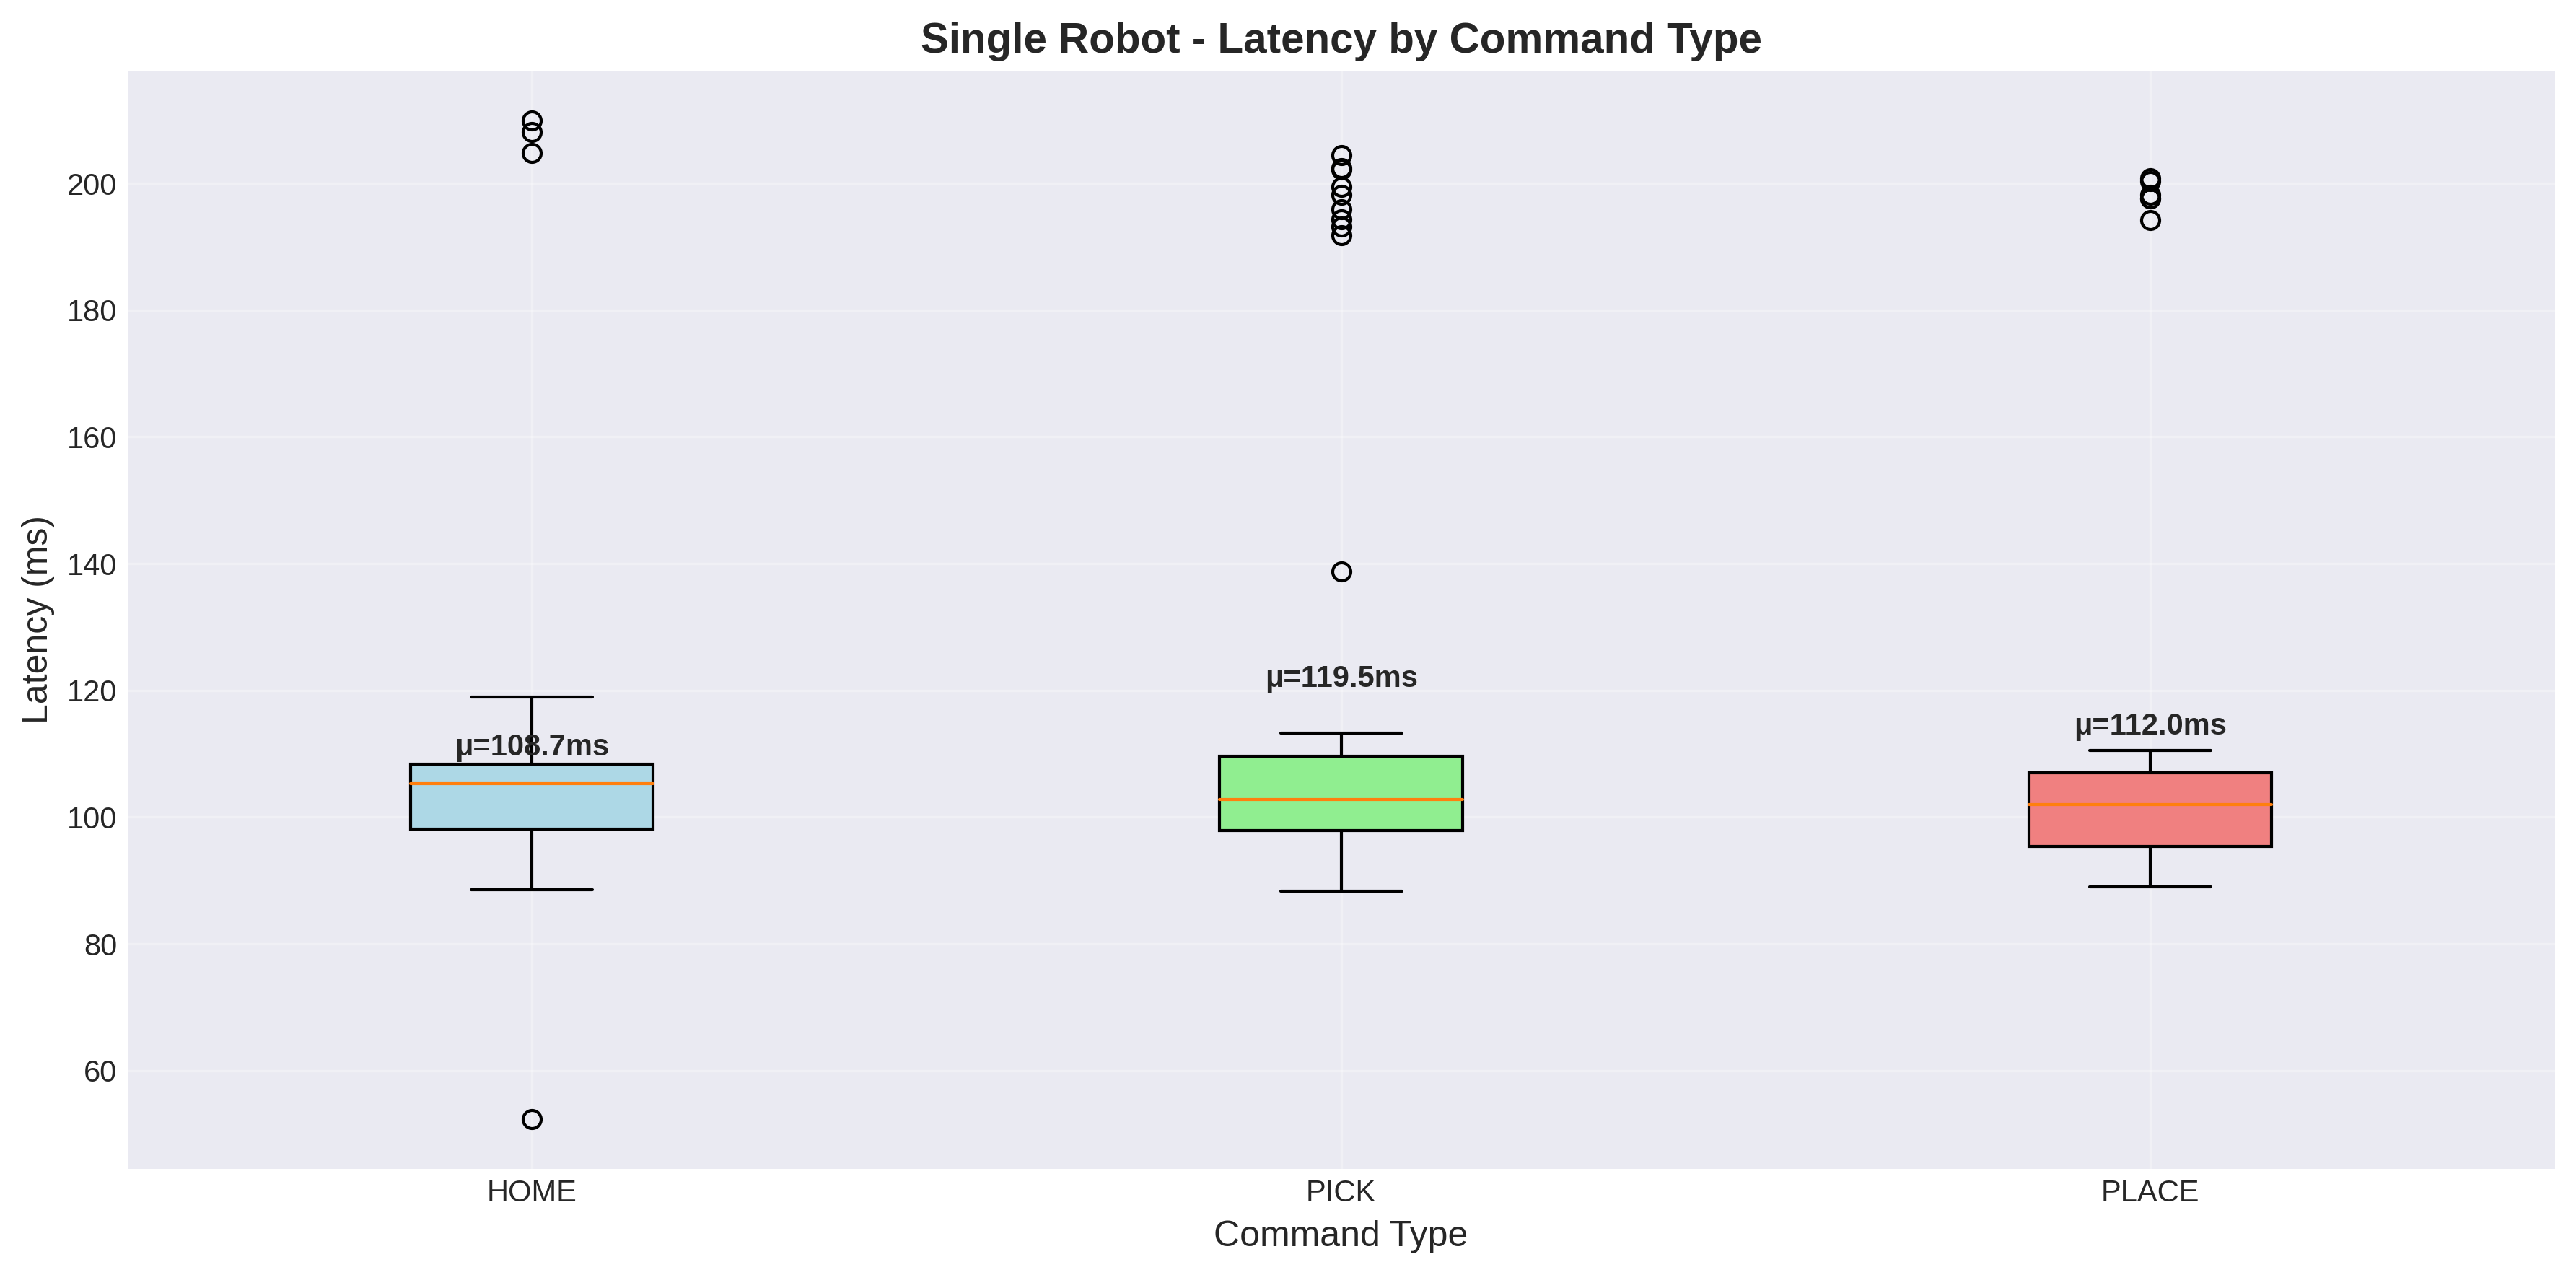 Single Robot - Latency by Command Type
Latency (ms)
200
180
160
140
120
100
80
60
μ=108.7ms
μ=119.5ms
μ=112.0ms
HOME
PICK
PLACE
Command Type